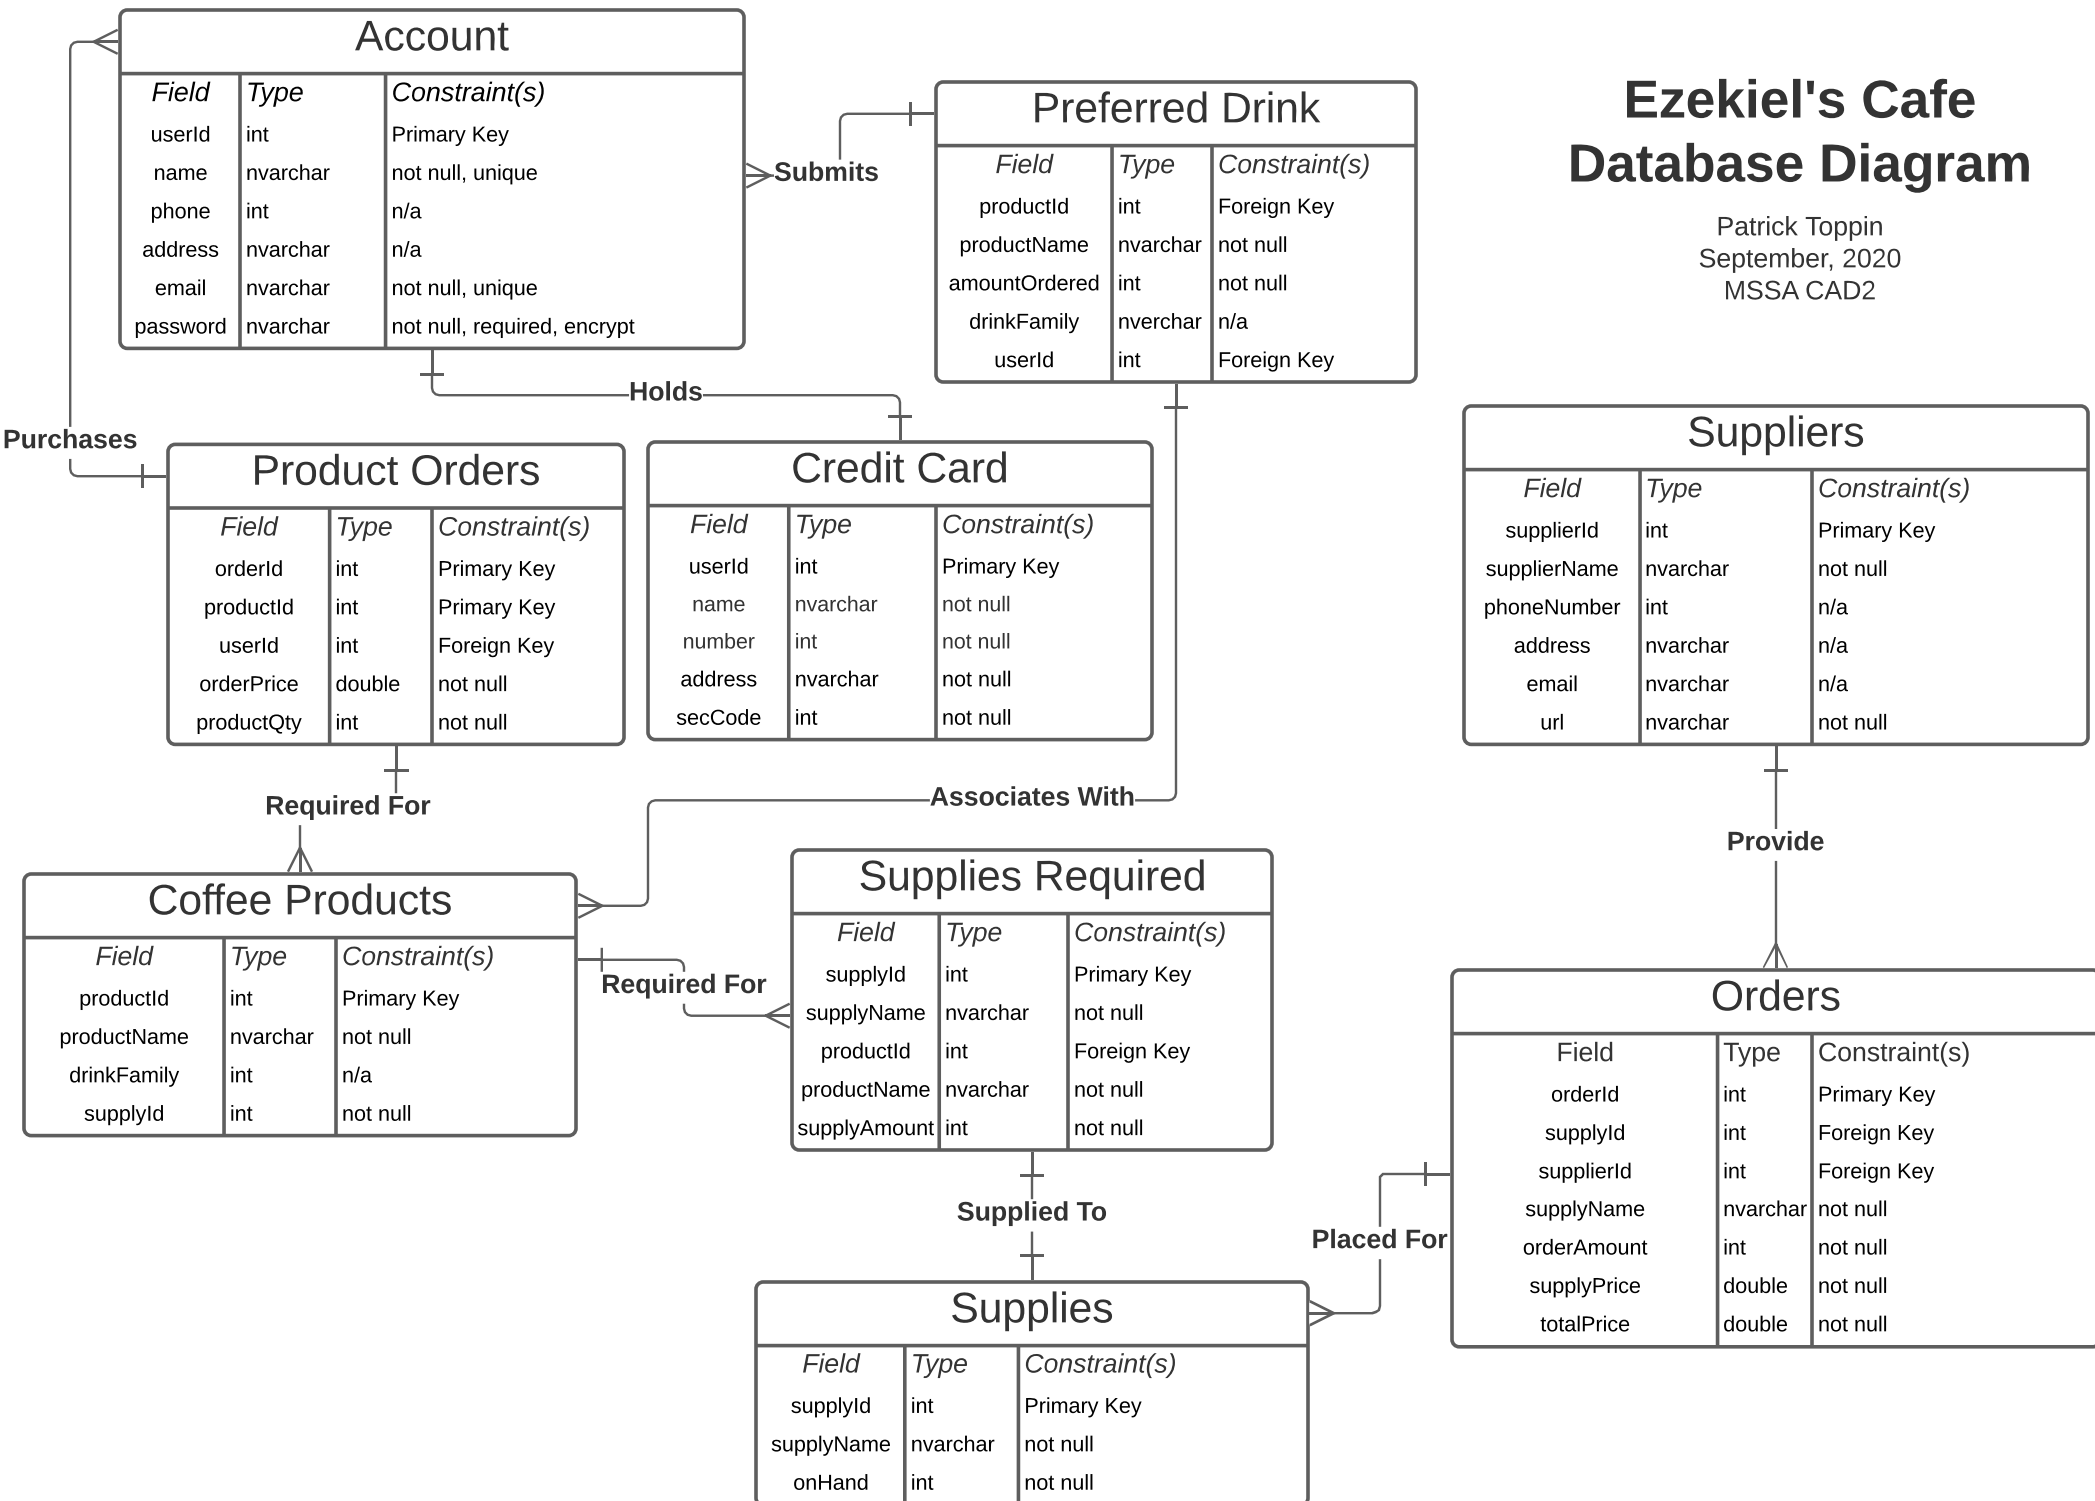 Account
Field Type Constraint(s)
userId int Primary Key
name nvarchar not null, unique
phone int n/a
address nvarchar n/a
email nvarchar not null, unique
password nvarchar not null, required, encrypt
Submits
Preferred Drink
Field Type Constraint(s)
productId int Foreign Key
productName nvarchar not null
amountOrdered int not null
drinkFamily nverchar n/a
userId int Foreign Key
Ezekiel's Cafe
Database Diagram
Patrick Toppin
September, 2020
MSSA CAD2
Holds
Purchases
Product Orders
Field Type Constraint(s)
orderId int Primary Key
productId int Primary Key
userId int Foreign Key
orderPrice double not null
productQty int not null
Credit Card
Field Type Constraint(s)
userId int Primary Key
name nvarchar not null
number int not null
address nvarchar not null
secCode int not null
Suppliers
Field Type Constraint(s)
supplierId int Primary Key
supplierName nvarchar not null
phoneNumber int n/a
address nvarchar n/a
email nvarchar n/a
url nvarchar not null
Required For
Associates With
Provide
Coffee Products
Field Type Constraint(s)
productId int Primary Key
productName nvarchar not null
drinkFamily int n/a
supplyId int not null
Required For
Supplies Required
Field Type Constraint(s)
supplyId int Primary Key
supplyName nvarchar not null
productId int Foreign Key
productName nvarchar not null
supplyAmount int not null
Orders
Field Type Constraint(s)
orderId int Primary Key
supplyId int Foreign Key
supplierId int Foreign Key
supplyName nvarchar not null
orderAmount int not null
supplyPrice double not null
totalPrice double not null
Supplied To
Placed For
Supplies
Field Type Constraint(s)
supplyId int Primary Key
supplyName nvarchar not null
onHand int not null